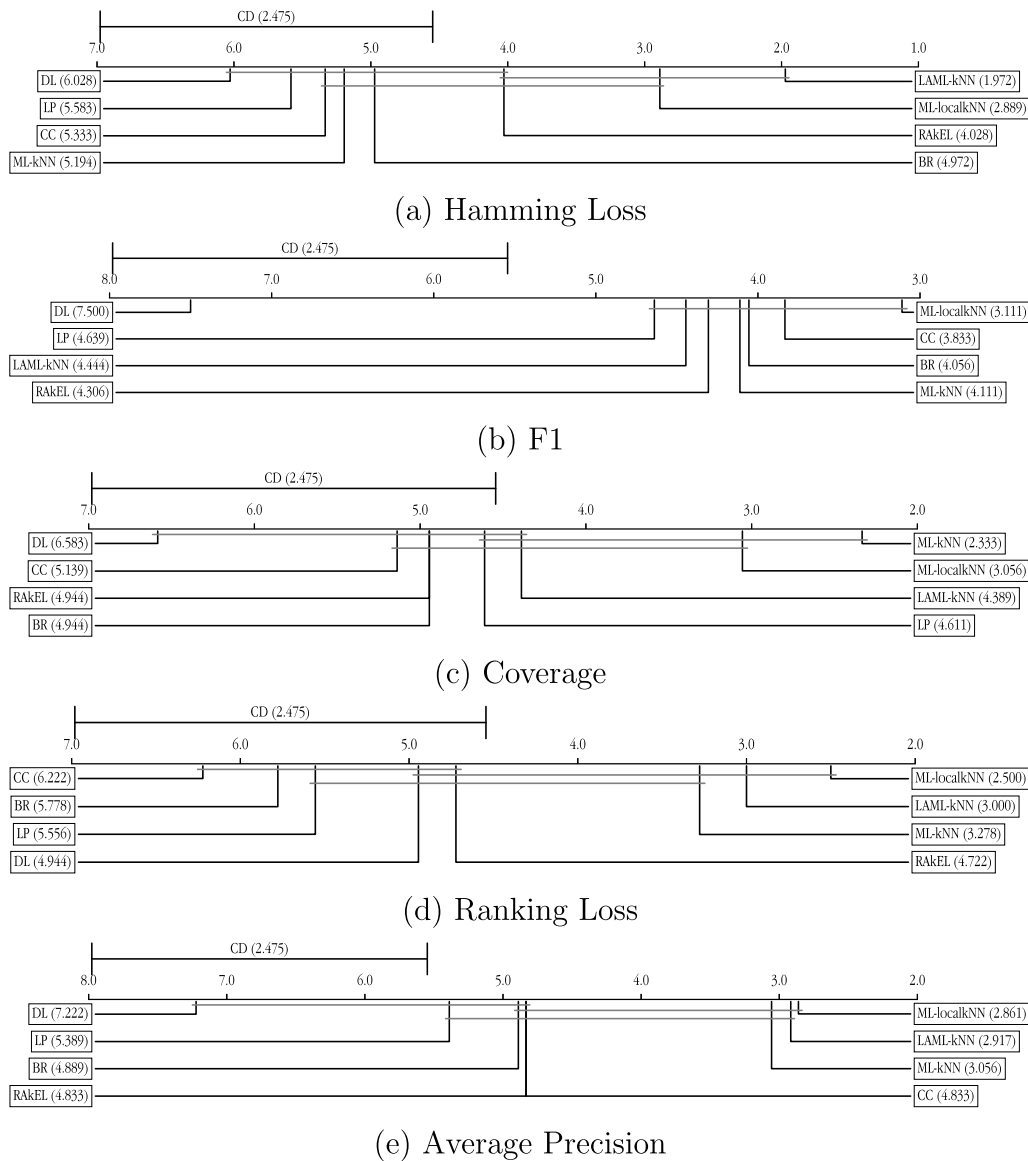 CD (2.475)
7.0 6.0 5.0 4.0 3.0 2.0 1.0
DL (6.028) LAML-kNN (1.972)
LP (5.583) ML-localkNN (2.889)
CC (5.333) RAkEL (4.028)
ML-kNN (5.194) BR (4.972)
(a) Hamming Loss
CD (2.475)
8.0 7.0 6.0 5.0 4.0 3.0
DL (7.500) ML-localkNN (3.111)
LP (4.639) CC (3.833)
LAML-kNN (4.444) BR (4.056)
RAkEL (4.306) ML-kNN (4.111)
(b) F1
CD (2.475)
7.0 6.0 5.0 4.0 3.0 2.0
DL (6.583) ML-kNN (2.333)
CC (5.139) ML-localkNN (3.056)
RAkEL (4.944) LAML-kNN (4.389)
BR (4.944) LP (4.611)
(c) Coverage
CD (2.475)
7.0 6.0 5.0 4.0 3.0 2.0
CC (6.222) ML-localkNN (2.500)
BR (5.778) LAML-kNN (3.000)
LP (5.556) ML-kNN (3.278)
DL (4.944) RAkEL (4.722)
(d) Ranking Loss
CD (2.475)
8.0 7.0 6.0 5.0 4.0 3.0 2.0
DL (7.222) ML-localkNN (2.861)
LP (5.389) LAML-kNN (2.917)
BR (4.889) ML-kNN (3.056)
RAkEL (4.833) CC (4.833)
(e) Average Precision